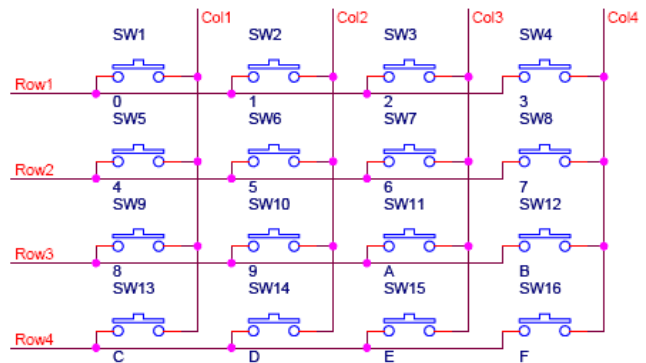 Col1 Col2 Col3 Col4
SW1 SW2 SW3 SW4
Row1
0 1 2 3
SW5 SW6 SW7 SW8
Row2
4 5 6 7
SW9 SW10 SW11 SW12
Row3
8 9 A B
SW13 SW14 SW15 SW16
Row4
C D E F